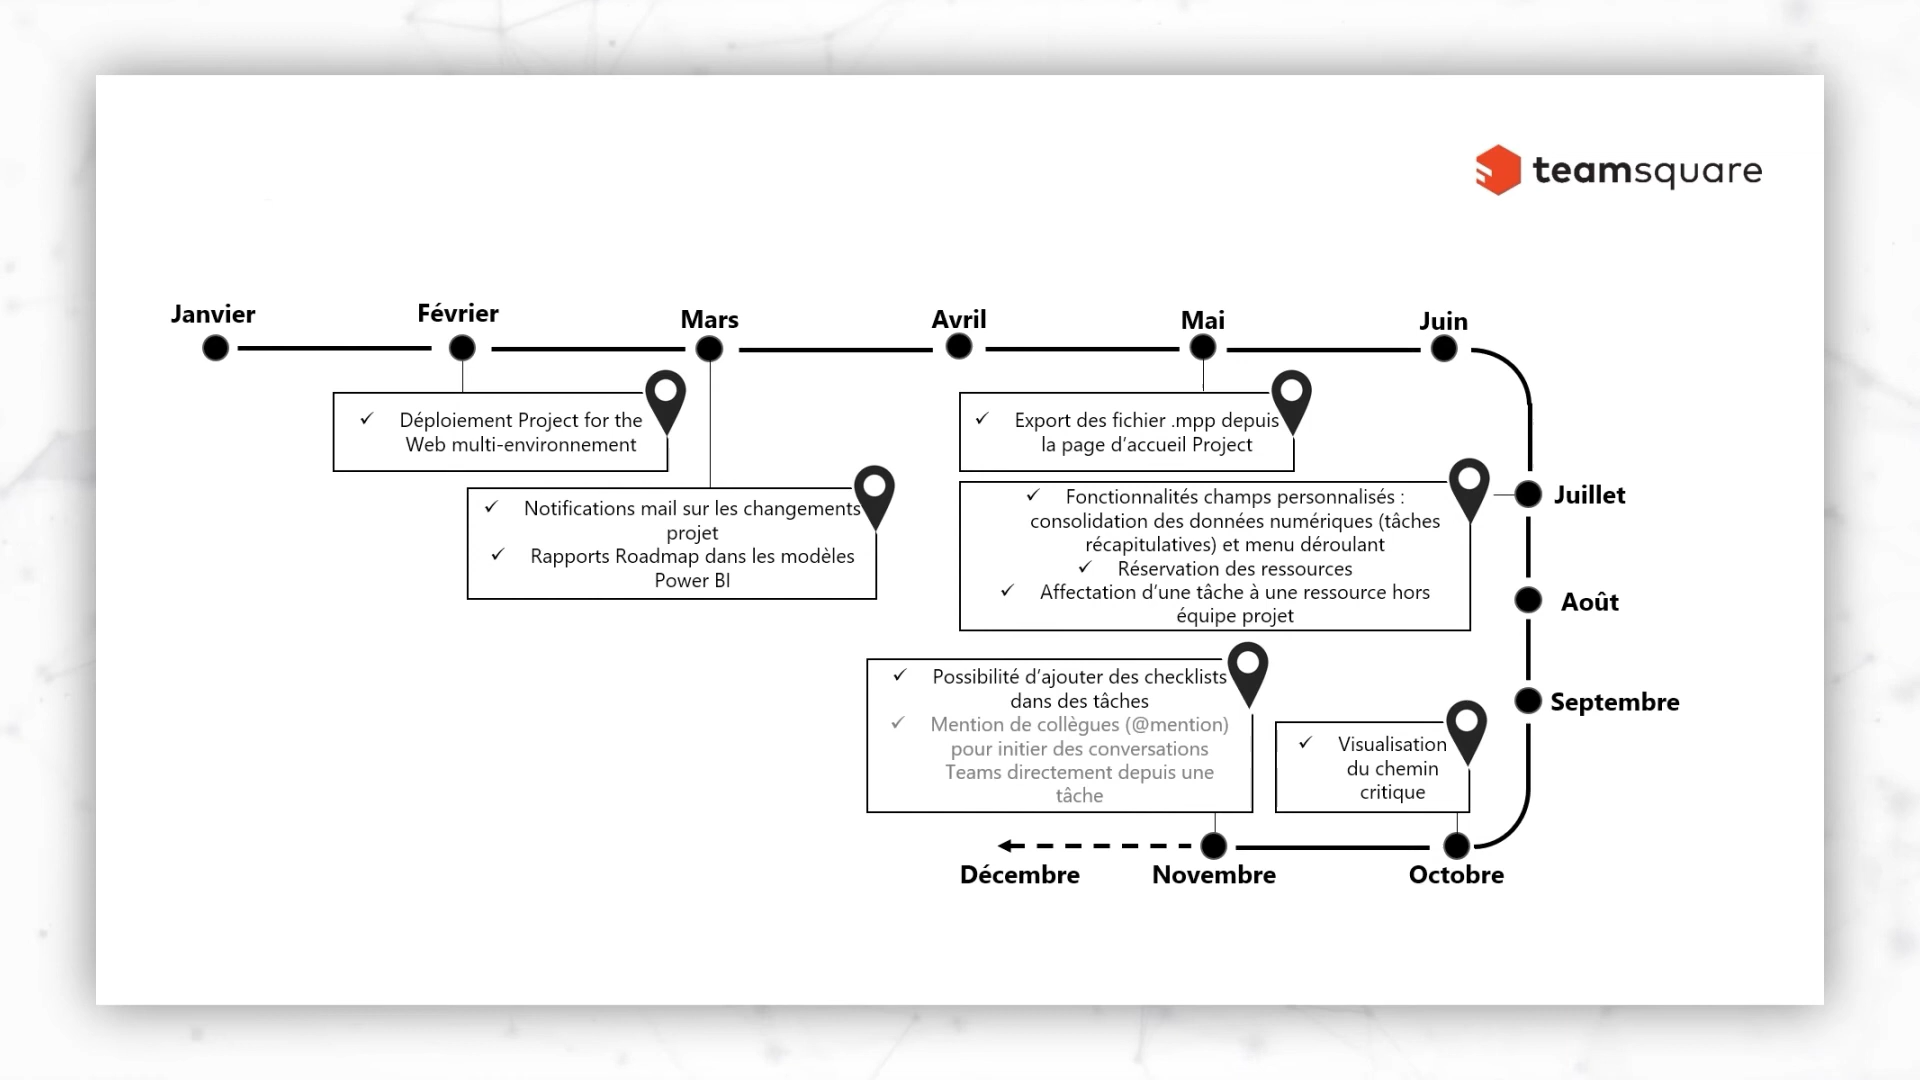 teamsquare
Janvier
Février
Mars
Avril
Mai
Juin
✓ Déploiement Project for the
Web multi-environnement
✓ Export des fichier .mpp depuis
la page d'accueil Project
✓ Notifications mail sur les changements
projet
✓ Rapports Roadmap dans les modèles
Power BI
✓ Fonctionnalités champs personnalisés :
consolidation des données numériques (tâches
récapitulatives) et menu déroulant
✓ Réservation des ressources
✓ Affectation d'une tâche à une ressource hors
équipe projet
Juillet
Août
Septembre
✓ Possibilité d'ajouter des checklists
dans des tâches
✓ Mention de collègues (@mention)
pour initier des conversations
Teams directement depuis une
tâche
✓ Visualisation
du chemin
critique
Décembre
Novembre
Octobre